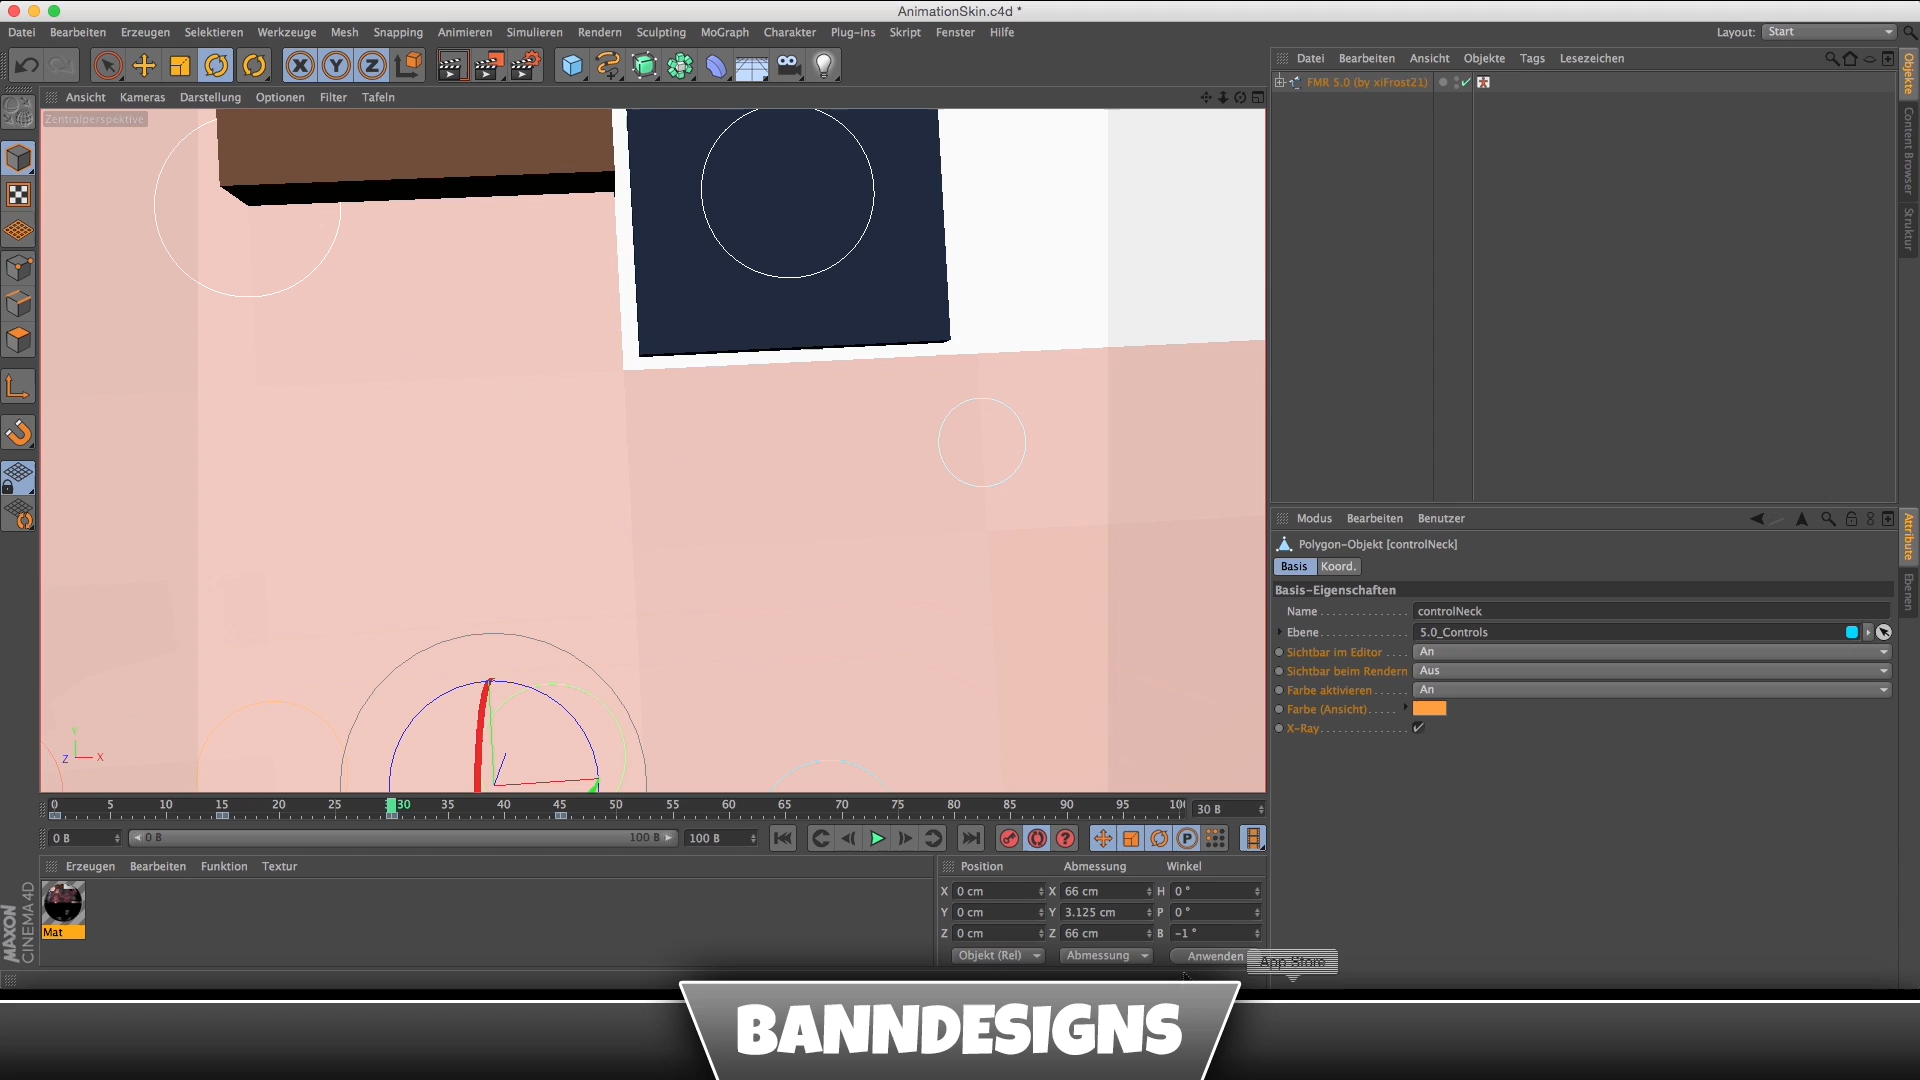 AnimationSkin.c4d *
Datei Bearbeiten Erzeugen Selektieren Werkzeuge Mesh Snapping Animieren Simulieren Rendern Sculpting MoGraph Charakter Plug-ins Skript Fenster Hilfe Layout: Start
Datei Bearbeiten Ansicht Objekte Tags Lesezeichen
FMR 5.0 (by xiFrost21)
Objekte
Content Browser
Struktur
Ansicht Kameras Darstellung Optionen Filter Tafeln
Zentralperspektive
Y
Z X
Modus Bearbeiten Benutzer
Polygon-Objekt [controlNeck]
Basis Koord.
Basis-Eigenschaften
Name controlNeck
Ebene 5.0_Controls
Sichtbar im Editor An
Sichtbar beim Rendern Aus
Farbe aktivieren An
Farbe (Ansicht)
X-Ray
Attribute
Ebenen
0 5 10 15 20 25 30 35 40 45 50 55 60 65 70 75 80 85 90 95 100 30 B
0 B 0 B 100 B 100 B
Erzeugen Bearbeiten Funktion Textur
Mat
Position Abmessung Winkel
X 0 cm X 66 cm H 0 °
Y 0 cm Y 3.125 cm P 0 °
Z 0 cm Z 66 cm B -1 °
Objekt (Rel) Abmessung Anwenden
App Store
MAXON
CINEMA 4D
BANNDESIGNS